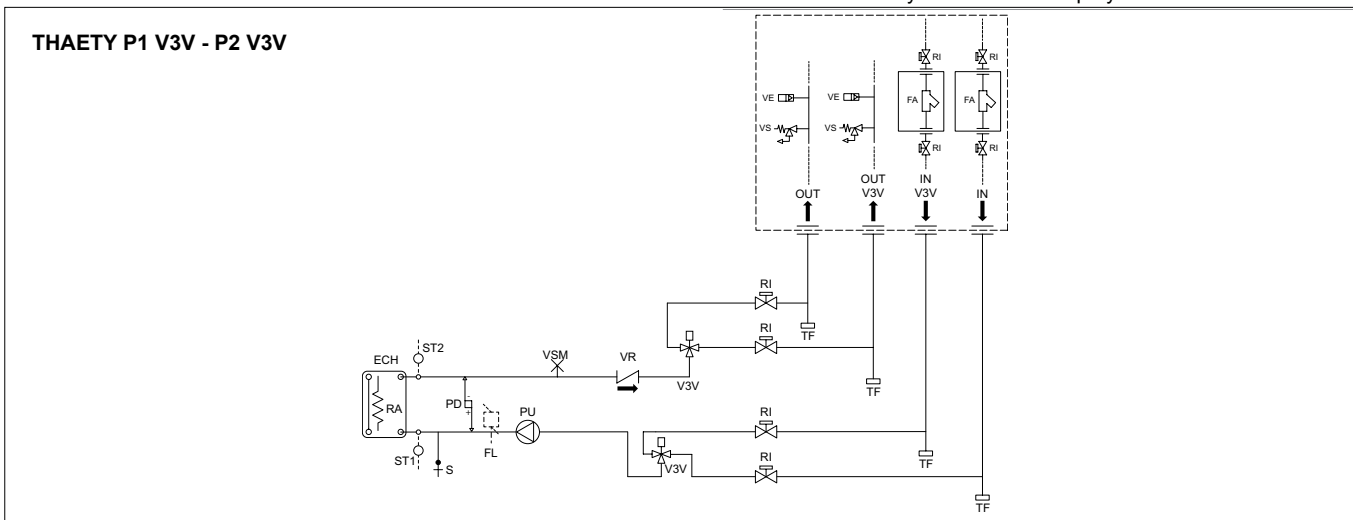 THAETY P1 V3V - P2 V3V
RI
RI
VE
VE
FA
FA
VS
VS
RI
RI
OUT
OUT
V3V
IN
V3V
IN
RI
RI
TF
ST2
VSM
VR
ECH
V3V
TF
RA
PD
-
+
PU
RI
ST1
S
FL
V3V
RI
TF
TF